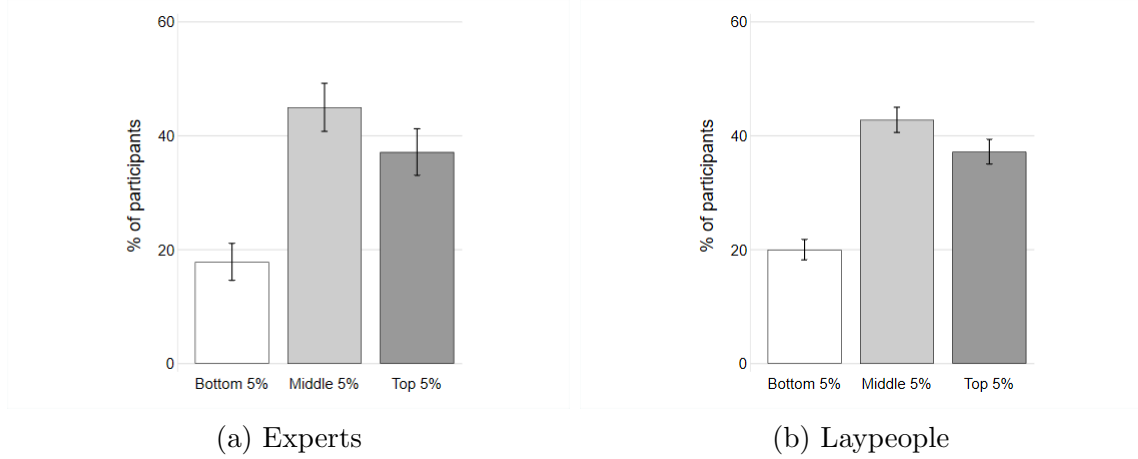 60
40
20
0
% of participants
Bottom 5% Middle 5% Top 5%
(a) Experts
60
40
20
0
% of participants
Bottom 5% Middle 5% Top 5%
(b) Laypeople